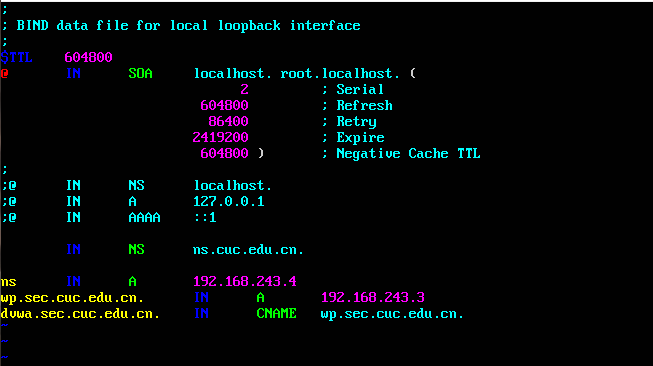 ;
; BIND data file for local loopback interface
;
$TTL    604800
@       IN      SOA     localhost. root.localhost. (
                              2         ; Serial
                         604800         ; Refresh
                          86400         ; Retry
                        2419200         ; Expire
                         604800 )       ; Negative Cache TTL
;
;@      IN      NS      localhost.
;@      IN      A       127.0.0.1
;@      IN      AAAA    ::1
        IN      NS      ns.cuc.edu.cn.
ns      IN      A       192.168.243.4
wp.sec.cuc.edu.cn.      IN      A       192.168.243.3
dvwa.sec.cuc.edu.cn.    IN      CNAME   wp.sec.cuc.edu.cn.
~
~
~